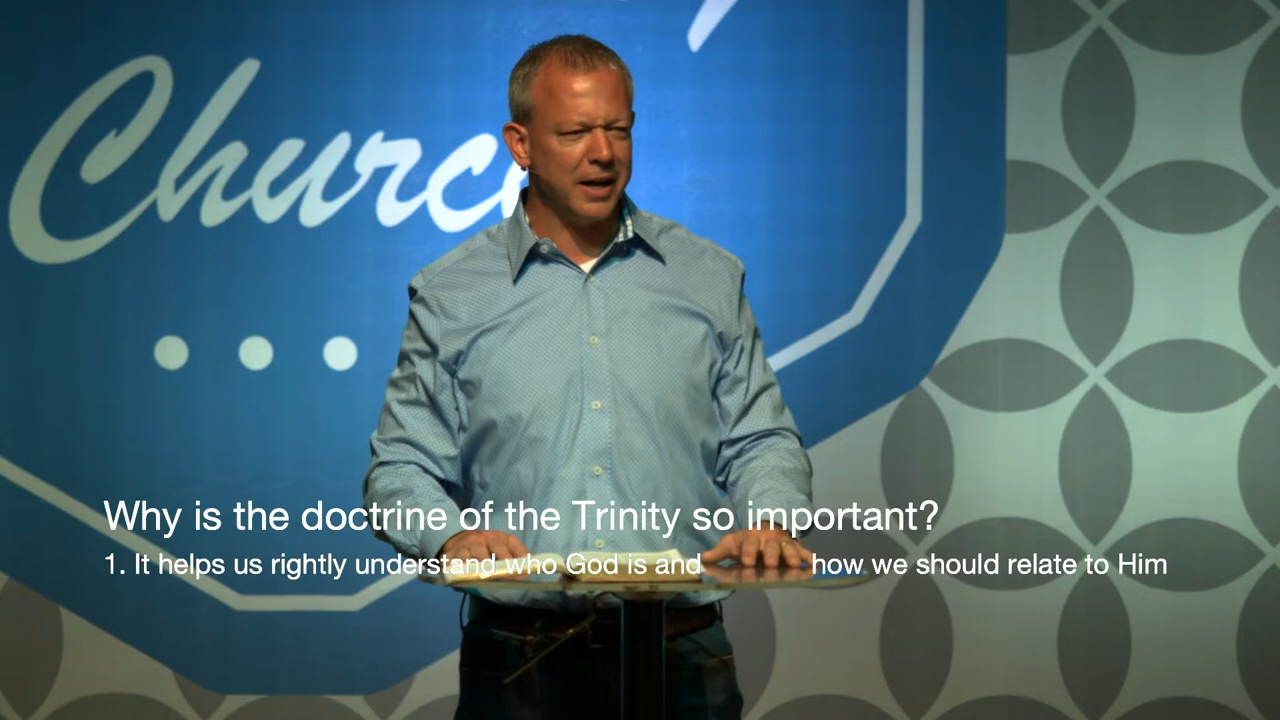 Church
Why is the doctrine of the Trinity so important?
1. It helps us rightly understand who God is and how we should relate to Him